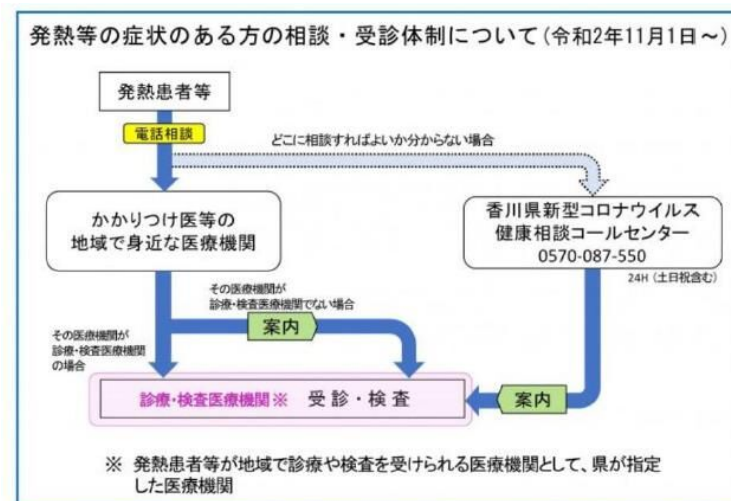 発熱等の症状のある方の相談・受診体制について(令和2年11月1日～)
発熱患者等
電話相談
どこに相談すればよいか分からない場合
かかりつけ医等の
地域で身近な医療機関
香川県新型コロナウイルス
健康相談コールセンター
0570-087-550
24H（土日祝含む）
その医療機関が
診療・検査医療機関でない場合
案内
その医療機関が
診療・検査医療機関
の場合
診療・検査医療機関※ 受診・検査
案内
※ 発熱患者等が地域で診療や検査を受けられる医療機関として、県が指定
した医療機関